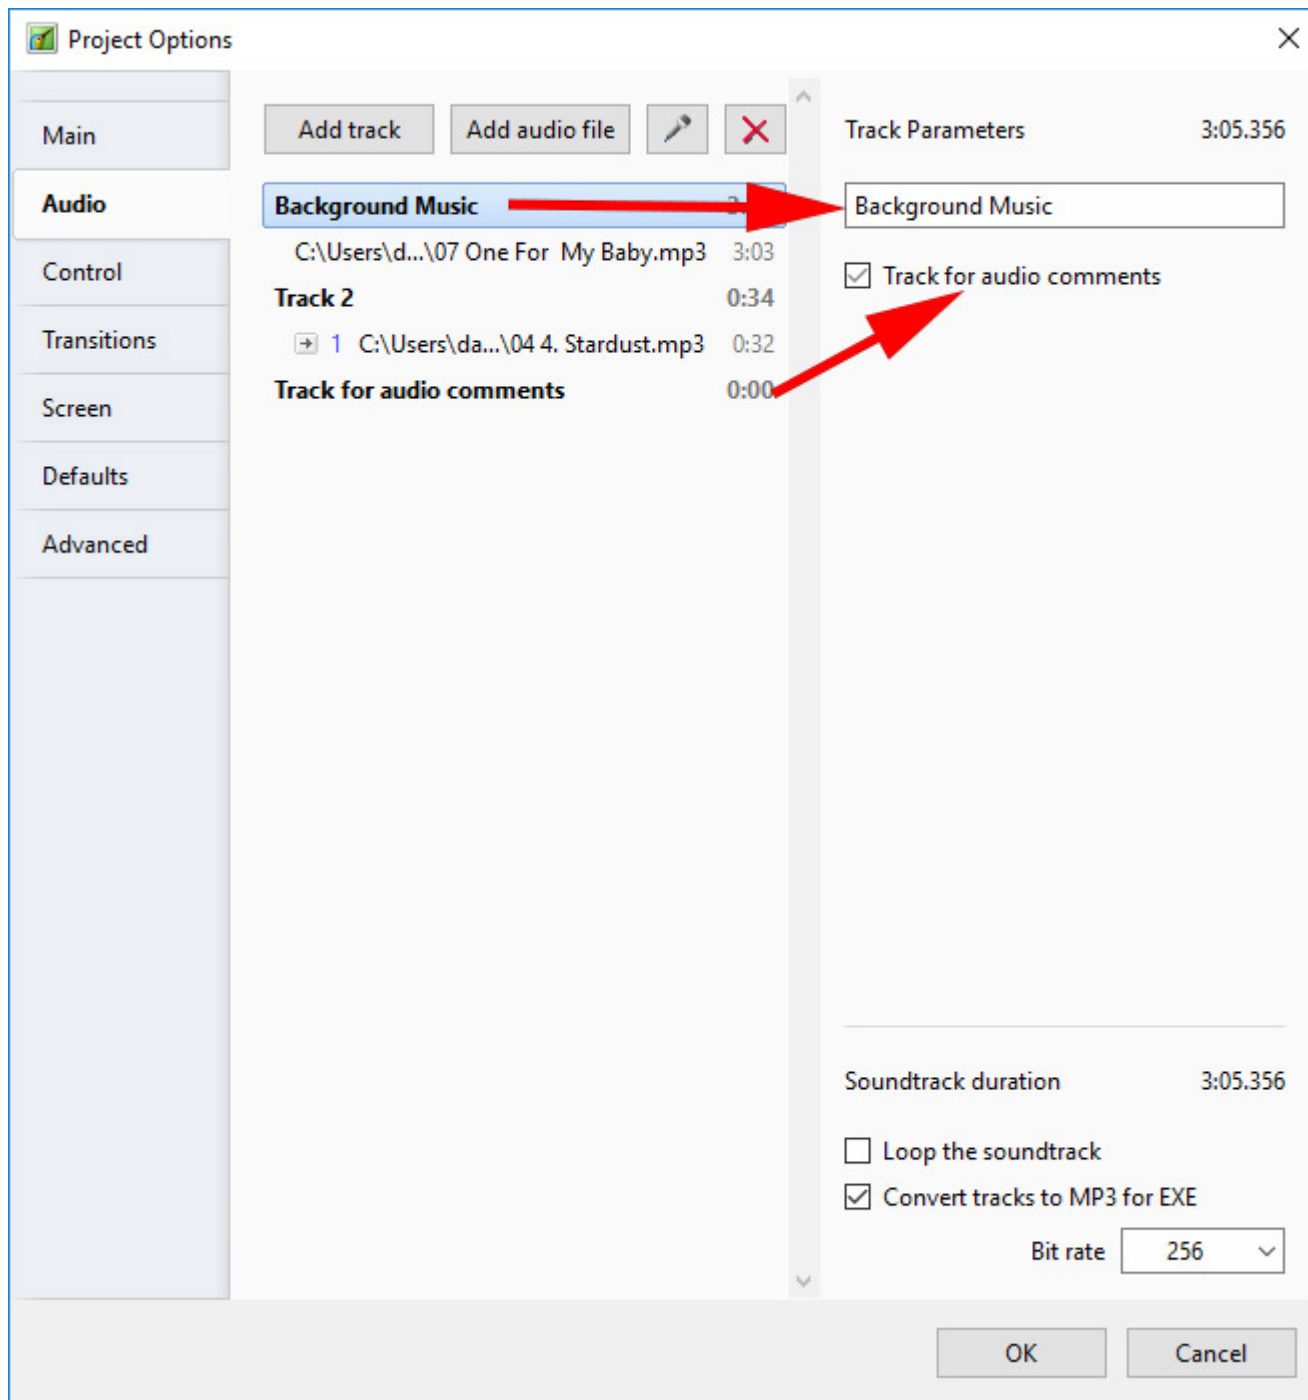 Project Options
Main
Audio
Control
Transitions
Screen
Defaults
Advanced
Add track
Add audio file
Background Music
C:\Users\d...\07 One For  My Baby.mp3 3:03
Track 2 0:34
1 C:\Users\da...\04 4. Stardust.mp3 0:32
Track for audio comments 0:00
Track Parameters 3:05.356
Background Music
Track for audio comments
Soundtrack duration 3:05.356
Loop the soundtrack
Convert tracks to MP3 for EXE
Bit rate 256
OK Cancel